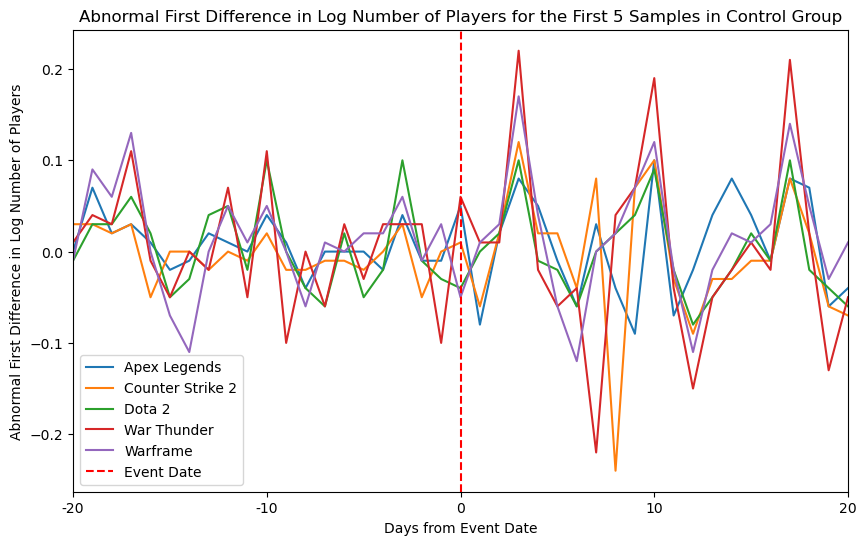 Abnormal First Difference in Log Number of Players for the First 5 Samples in Control Group
Abnormal First Difference in Log Number of Players
0.2
0.1
0.0
−0.1
−0.2
Apex Legends
Counter Strike 2
Dota 2
War Thunder
Warframe
Event Date
-20
-10
0
10
20
Days from Event Date